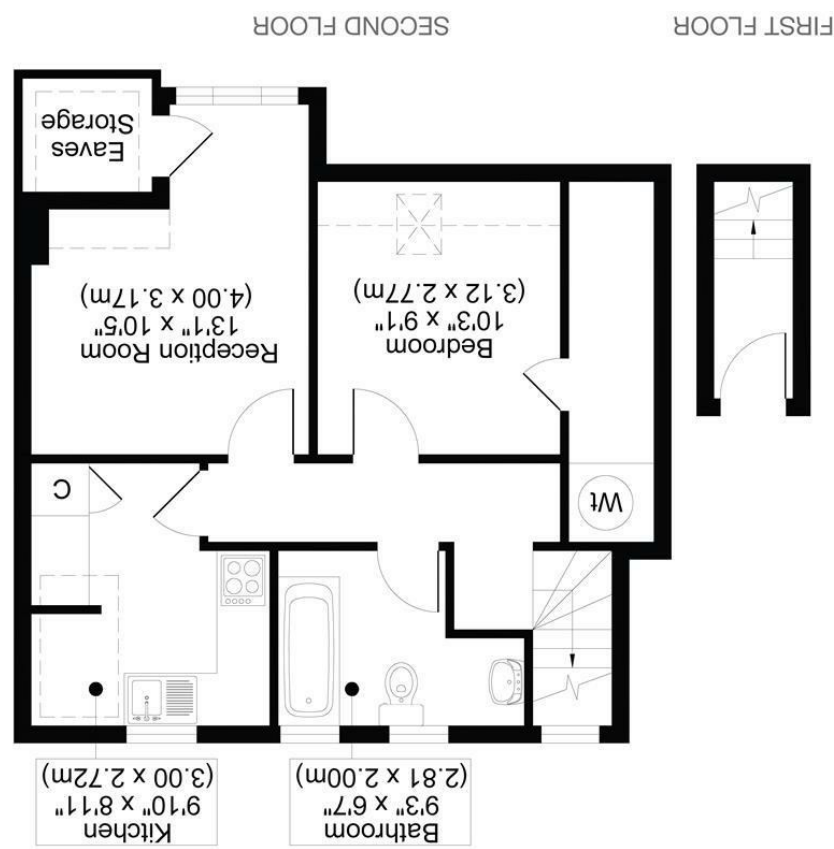 Kitchen
9'10" x 8'11"
(3.00 x 2.72m)
Bathroom
9'3" x 6'7"
(2.81 x 2.00m)
C
Wt
Reception Room
13'1" x 10'5"
(4.00 x 3.17m)
Bedroom
10'3" x 9'1"
(3.12 x 2.77m)
Eaves
Storage
FIRST FLOOR
SECOND FLOOR